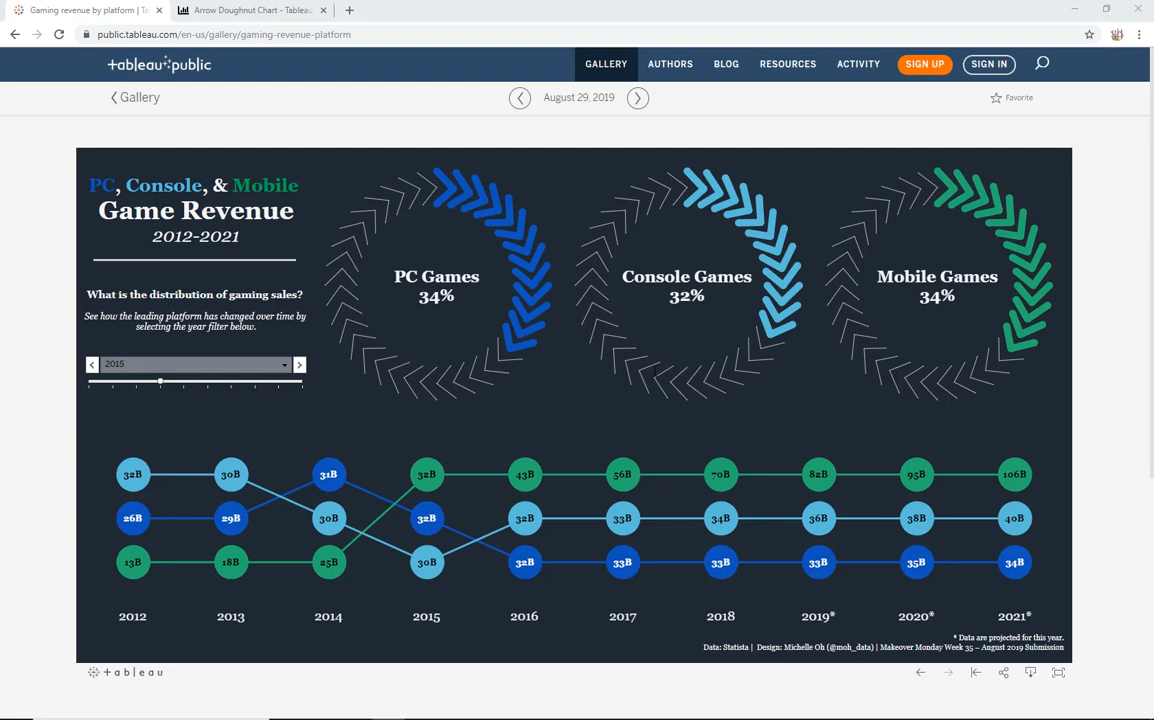 Gaming revenue by platform | Ta
Arrow Doughnut Chart - Tableau
public.tableau.com/en-us/gallery/gaming-revenue-platform
+ableau public
GALLERY
AUTHORS
BLOG
RESOURCES
ACTIVITY
SIGN UP
SIGN IN
Gallery
August 29, 2019
Favorite
PC, Console, & Mobile
Game Revenue
2012-2021
What is the distribution of gaming sales?
See how the leading platform has changed over time by
selecting the year filter below.
2015
PC Games
34%
Console Games
32%
Mobile Games
34%
32B 30B 31B 32B 43B 56B 70B 82B 95B 106B
26B 29B 30B 32B 32B 33B 34B 36B 38B 40B
13B 18B 25B 30B 32B 33B 33B 33B 35B 34B
2012 2013 2014 2015 2016 2017 2018 2019* 2020* 2021*
* Data are projected for this year.
Data: Statista | Design: Michelle Oh (@moh_data) | Makeover Monday Week 35 – August 2019 Submission
+ a b | e a u